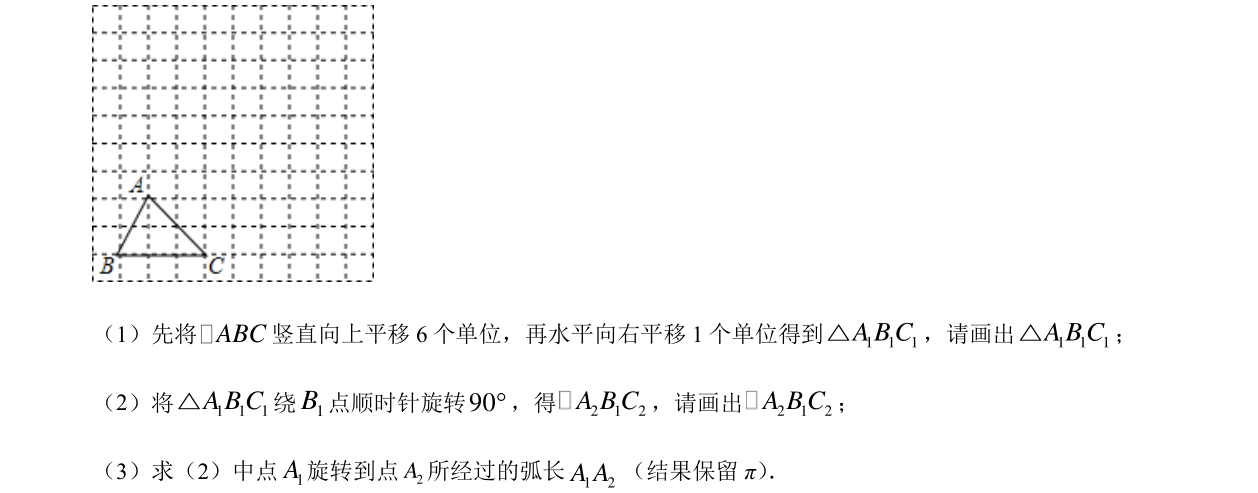 A
B
C
（1）先将□ABC竖直向上平移6个单位，再水平向右平移1个单位得到△A₁B₁C₁，请画出△A₁B₁C₁；
（2）将△A₁B₁C₁绕B₁点顺时针旋转90°，得□A₂B₁C₂，请画出□A₂B₁C₂；
（3）求（2）中点A₁旋转到点A₂所经过的弧长A₁A₂（结果保留π）.